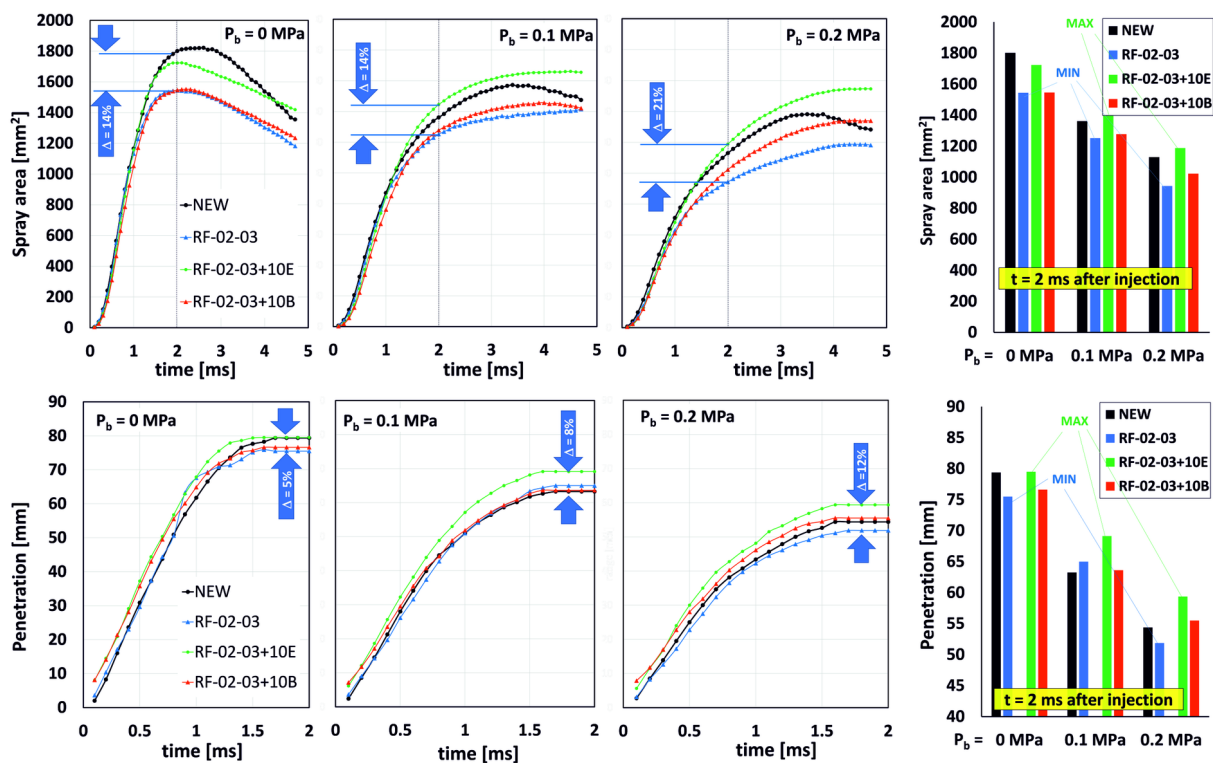 Spray area [mm²]
2000
1800
1600
1400
1200
1000
800
600
400
200
0
0 1 2 3 4 5
time [ms]
P_b = 0 MPa
Δ = 14%
NEW
RF-02-03
RF-02-03+10E
RF-02-03+10B
P_b = 0.1 MPa
Δ = 14%
0 1 2 3 4 5
time [ms]
P_b = 0.2 MPa
Δ = 21%
0 1 2 3 4 5
time [ms]
Spray area [mm²]
2000
1800
1600
1400
1200
1000
800
600
400
200
0
MAX
MIN
NEW
RF-02-03
RF-02-03+10E
RF-02-03+10B
t = 2 ms after injection
P_b = 0 MPa 0.1 MPa 0.2 MPa
Penetration [mm]
90
80
70
60
50
40
30
20
10
0
0 0.5 1.0 1.5 2
time [ms]
P_b = 0 MPa
Δ = 5%
NEW
RF-02-03
RF-02-03+10E
RF-02-03+10B
P_b = 0.1 MPa
Δ = 8%
0 0.5 1.0 1.5 2
time [ms]
P_b = 0.2 MPa
Δ =12%
0 0.5 1.0 1.5 2
time [ms]
Penetration [mm]
90
85
80
75
70
65
60
55
50
45
40
MAX
MIN
NEW
RF-02-03
RF-02-03+10E
RF-02-03+10B
t = 2 ms after injection
P_b = 0 MPa 0.1 MPa 0.2 MPa